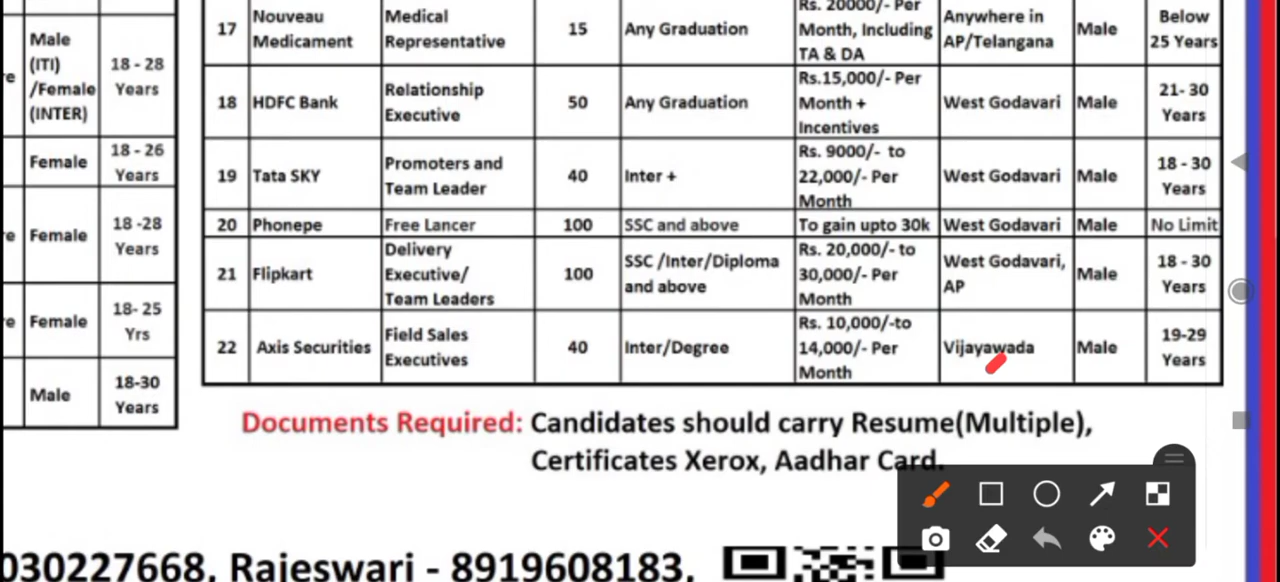 Male
(ITI)
/Female
(INTER)
18 - 28
Years
Female
18 - 26
Years
Female
18 -28
Years
Female
18- 25
Yrs
Male
18-30
Years
17
Nouveau
Medicament
Medical
Representative
15
Any Graduation
Rs. 20000/- Per
Month, Including
TA & DA
Anywhere in
AP/Telangana
Male
Below
25 Years
18
HDFC Bank
Relationship
Executive
50
Any Graduation
Rs.15,000/- Per
Month +
Incentives
West Godavari
Male
21- 30
Years
19
Tata SKY
Promoters and
Team Leader
40
Inter +
Rs. 9000/- to
22,000/- Per
Month
West Godavari
Male
18 - 30
Years
20
Phonepe
Free Lancer
100
SSC and above
To gain upto 30k
West Godavari
Male
No Limit
21
Flipkart
Delivery
Executive/
Team Leaders
100
SSC /Inter/Diploma
and above
Rs. 20,000/- to
30,000/- Per
Month
West Godavari,
AP
Male
18 - 30
Years
22
Axis Securities
Field Sales
Executives
40
Inter/Degree
Rs. 10,000/-to
14,000/- Per
Month
Vijayawada
Male
19-29
Years
Documents Required: Candidates should carry Resume(Multiple),
Certificates Xerox, Aadhar Card.
030227668, Rajeswari - 8919608183,